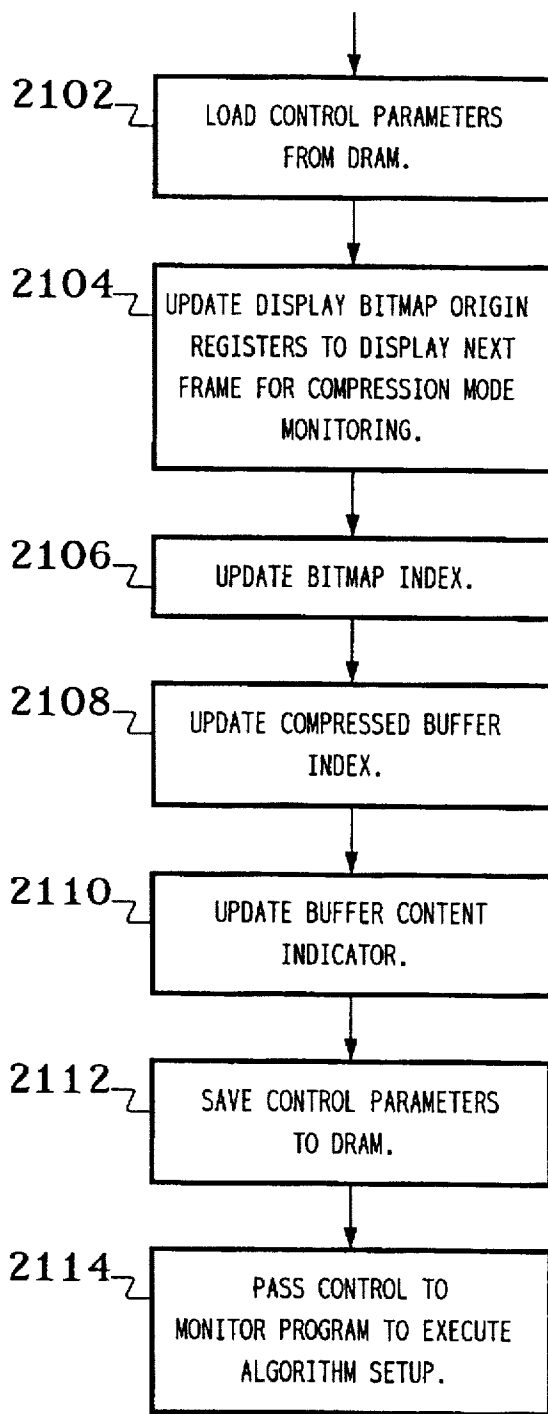 2102
LOAD CONTROL PARAMETERS
FROM DRAM.
2104
UPDATE DISPLAY BITMAP ORIGIN
REGISTERS TO DISPLAY NEXT
FRAME FOR COMPRESSION MODE
MONITORING.
2106
UPDATE BITMAP INDEX.
2108
UPDATE COMPRESSED BUFFER
INDEX.
2110
UPDATE BUFFER CONTENT
INDICATOR.
2112
SAVE CONTROL PARAMETERS
TO DRAM.
2114
PASS CONTROL TO
MONITOR PROGRAM TO EXECUTE
ALGORITHM SETUP.